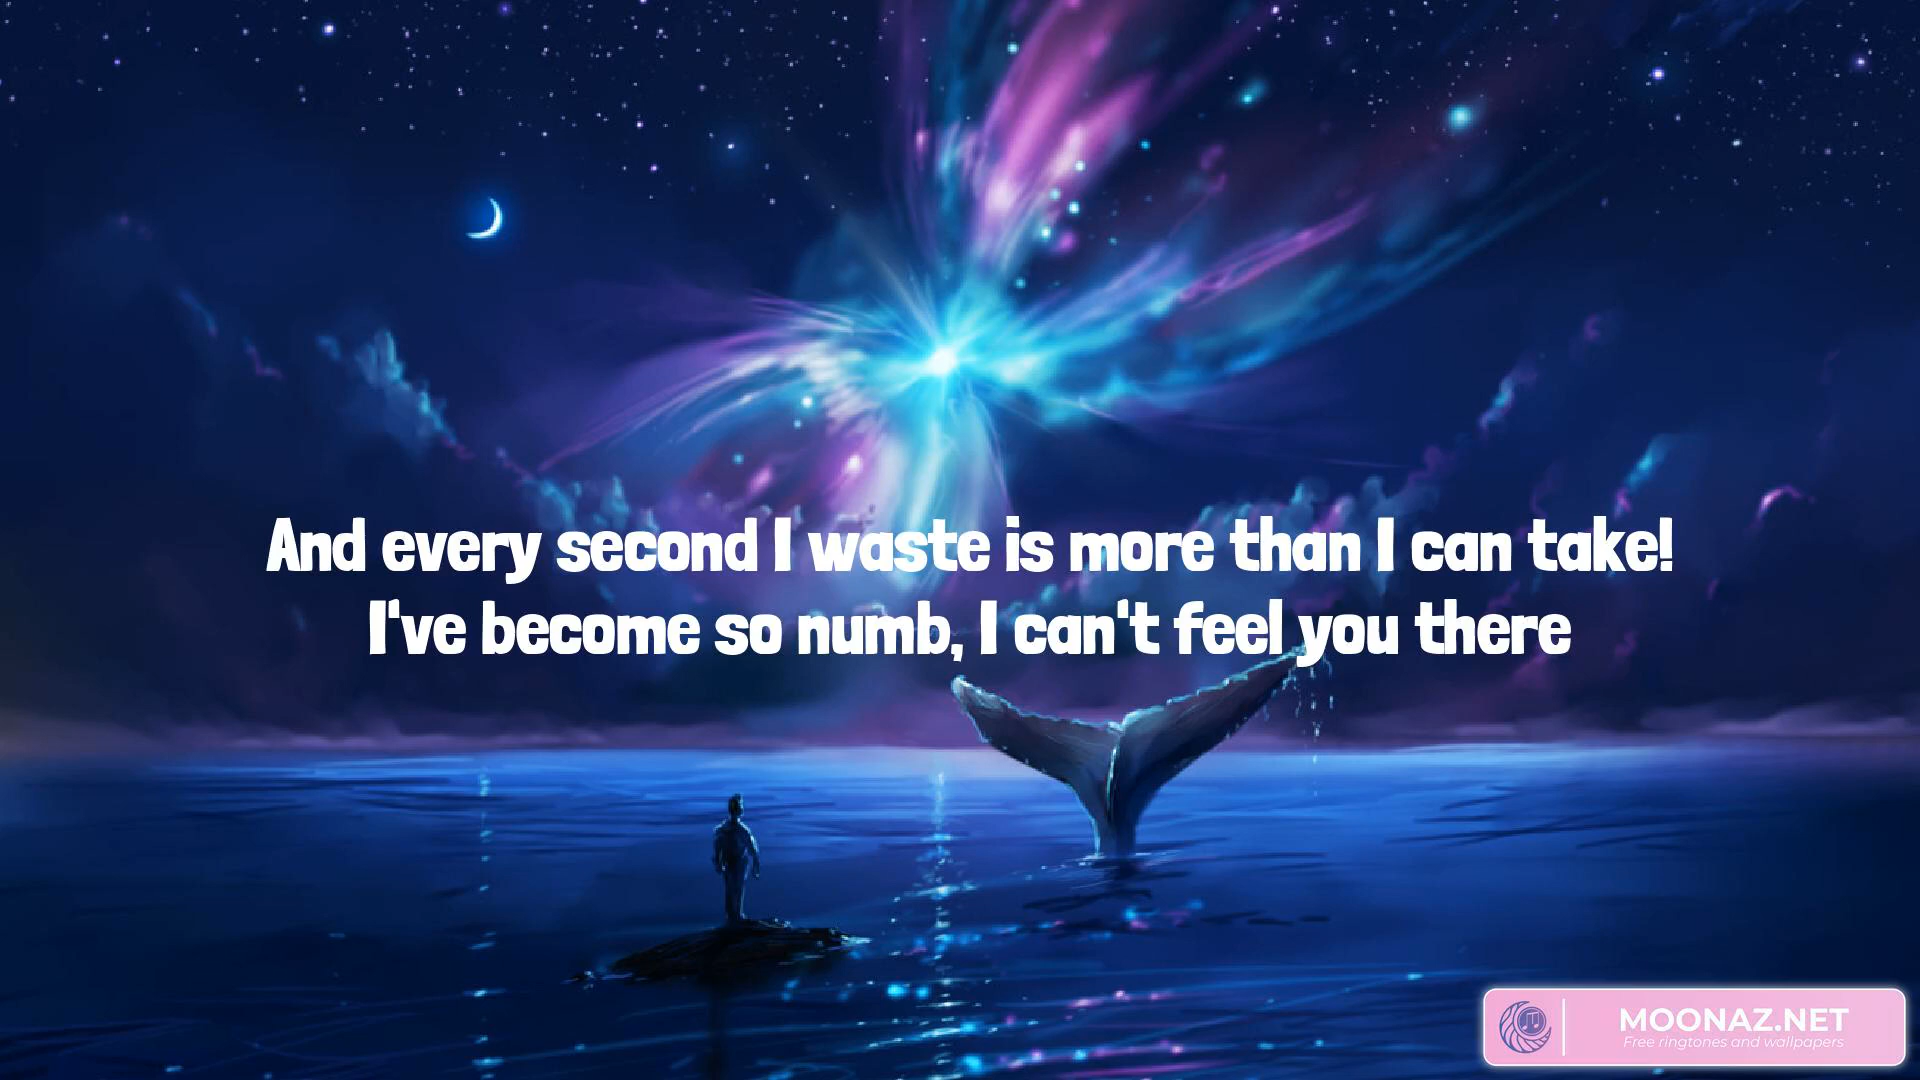 And every second I waste is more than I can take!
I've become so numb, I can't feel you there
MOONAZ.NET
Free ringtones and wallpapers